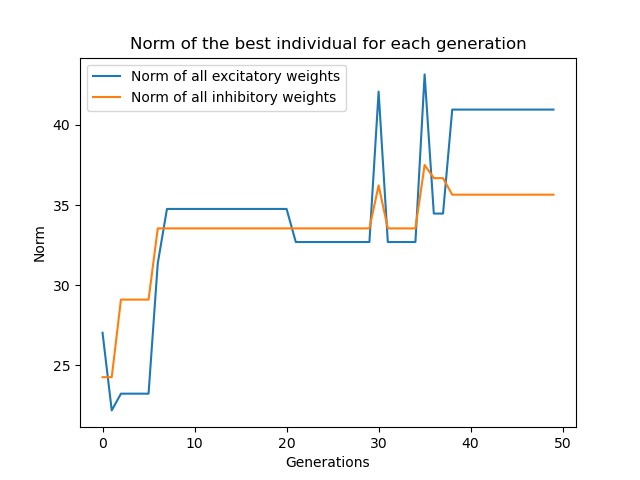 Norm of the best individual for each generation
Norm of all excitatory weights
Norm of all inhibitory weights
40
35
30
25
Norm
0 10 20 30 40 50
Generations